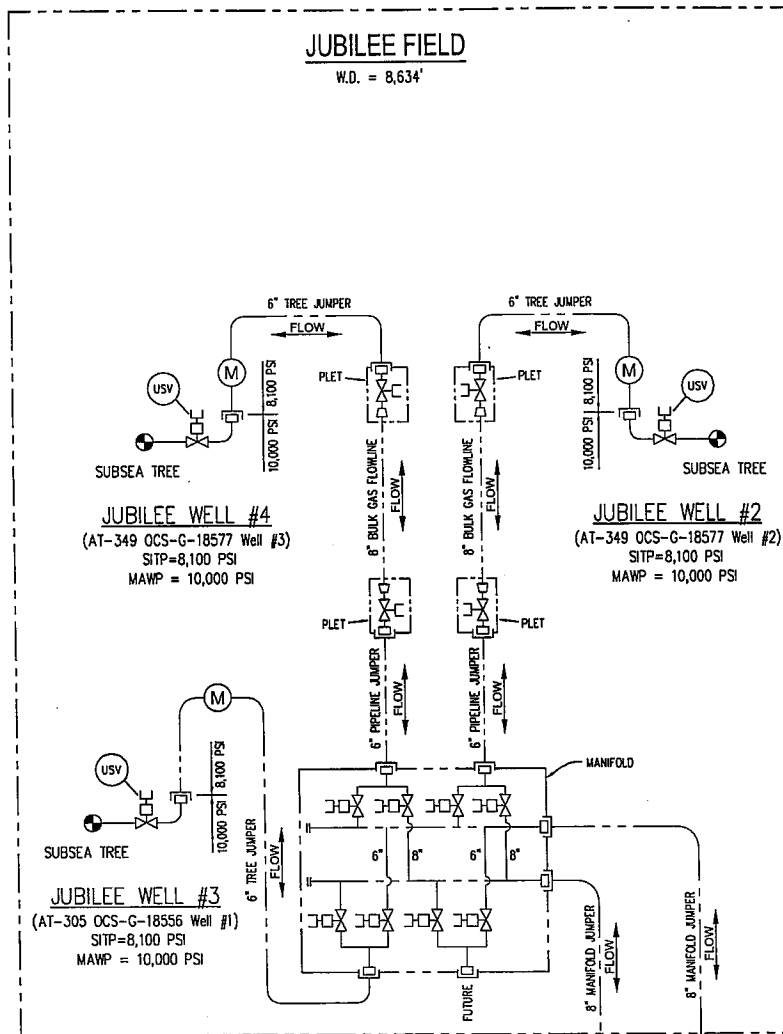 JUBILEE FIELD
W.D. = 8,634'
6" TREE JUMPER
FLOW
6" TREE JUMPER
FLOW
USV
M
8,100 PSI
10,000 PSI
PLET
PLET
M
8,100 PSI
10,000 PSI
USV
SUBSEA TREE
SUBSEA TREE
8" BULK GAS FLOWLINE
FLOW
8" BULK GAS FLOWLINE
FLOW
JUBILEE WELL #4
(AT-349 OCS-G-18577 Well #3)
SITP=8,100 PSI
MAWP = 10,000 PSI
JUBILEE WELL #2
(AT-349 OCS-G-18577 Well #2)
SITP=8,100 PSI
MAWP = 10,000 PSI
PLET
PLET
6" PIPELINE JUMPER
FLOW
6" PIPELINE JUMPER
FLOW
M
USV
8,100 PSI
10,000 PSI
SUBSEA TREE
MANIFOLD
6" TREE JUMPER
FLOW
6"
8"
6"
8"
JUBILEE WELL #3
(AT-305 OCS-G-18556 Well #1)
SITP=8,100 PSI
MAWP = 10,000 PSI
FUTURE
8" MANIFOLD JUMPER
FLOW
8" MANIFOLD JUMPER
FLOW